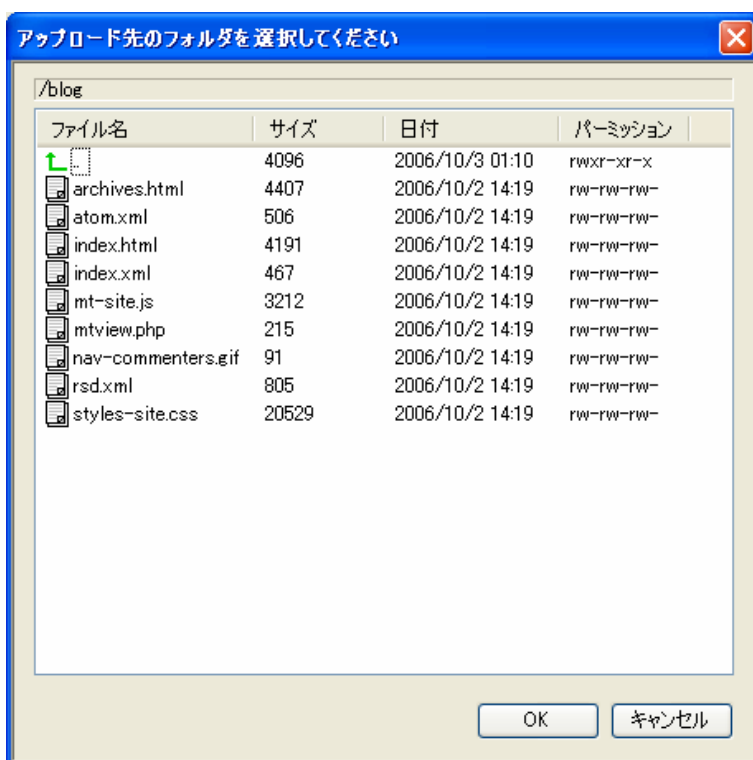 アップロード先のフォルダを選択してください
/blog
ファイル名 サイズ 日付 パーミッション
.. 4096 2006/10/3 01:10 rwxr-xr-x
archives.html 4407 2006/10/2 14:19 rw-rw-rw-
atom.xml 506 2006/10/2 14:19 rw-rw-rw-
index.html 4191 2006/10/2 14:19 rw-rw-rw-
index.xml 467 2006/10/2 14:19 rw-rw-rw-
mt-site.js 3212 2006/10/2 14:19 rw-rw-rw-
mtview.php 215 2006/10/2 14:19 rw-rw-rw-
nav-commenters.gif 91 2006/10/2 14:19 rw-rw-rw-
rsd.xml 805 2006/10/2 14:19 rw-rw-rw-
styles-site.css 20529 2006/10/2 14:19 rw-rw-rw-
OK キャンセル